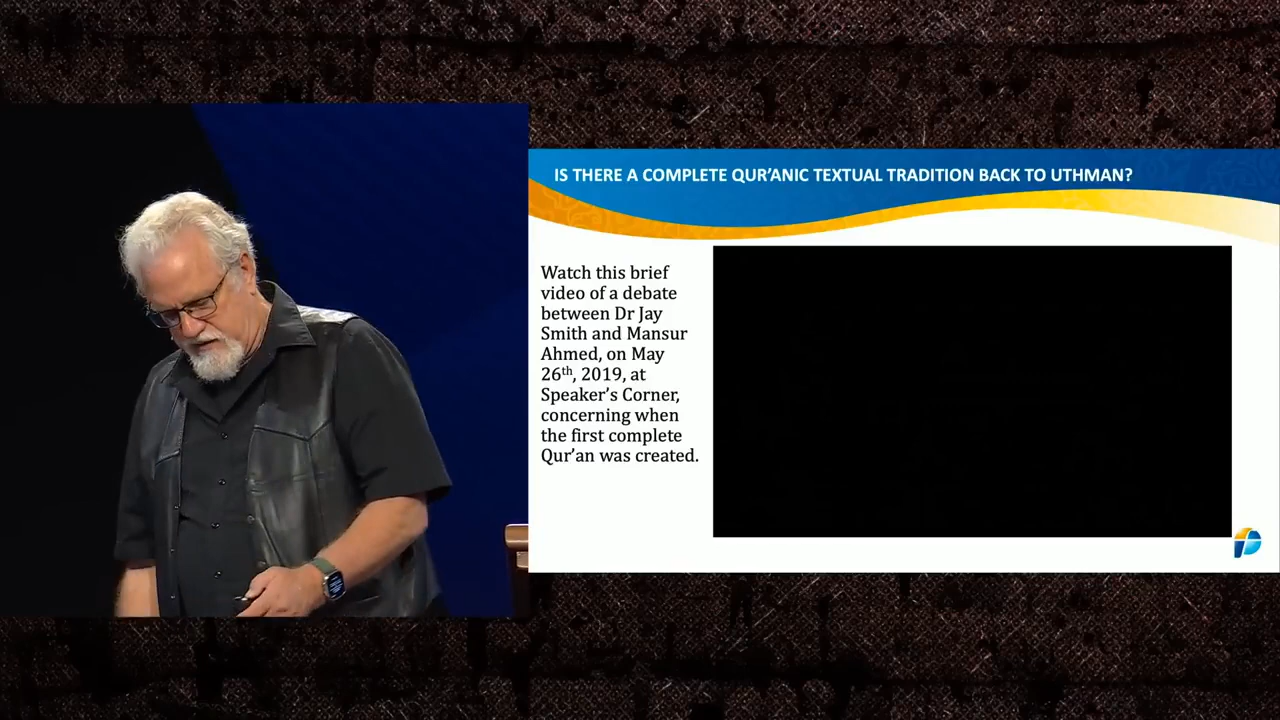 IS THERE A COMPLETE QUR’ANIC TEXTUAL TRADITION BACK TO UTHMAN?
Watch this brief
video of a debate
between Dr Jay
Smith and Mansur
Ahmed, on May
26th, 2019, at
Speaker’s Corner,
concerning when
the first complete
Qur’an was created.